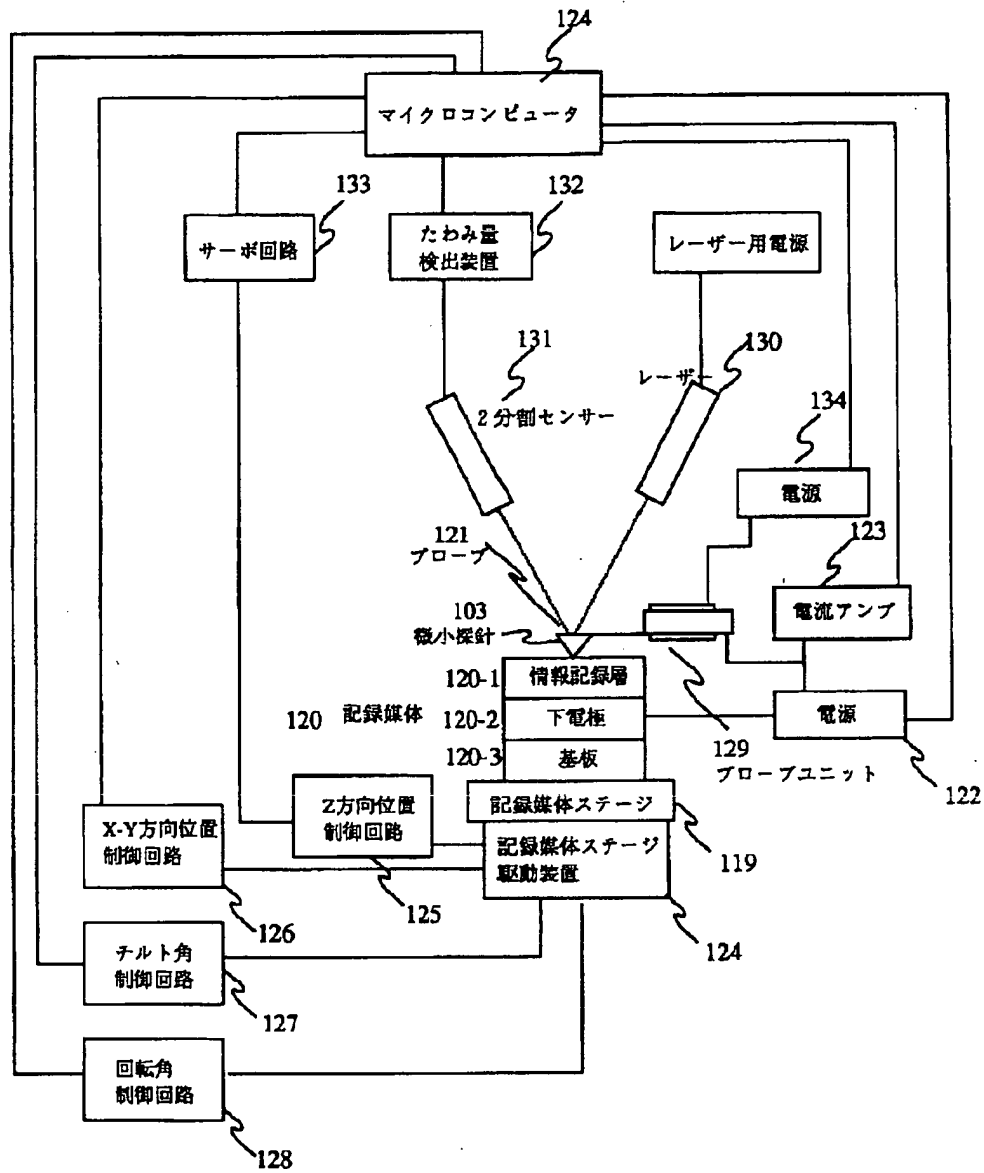 124
マイクロコンピュータ
133
サーボ回路
132
たわみ量
検出装置
レーザー用電源
131
2分割センサー
130
レーザー
134
電源
121
プローブ
123
電流アンプ
103
微小探針
120-1
情報記録層
120
記録媒体
120-2
下電極
電源
120-3
基板
129
プローブユニット
122
記録媒体ステージ
119
Z方向位置
制御回路
125
X-Y方向位置
制御回路
126
記録媒体ステージ
駆動装置
124
チルト角
制御回路
127
回転角
制御回路
128